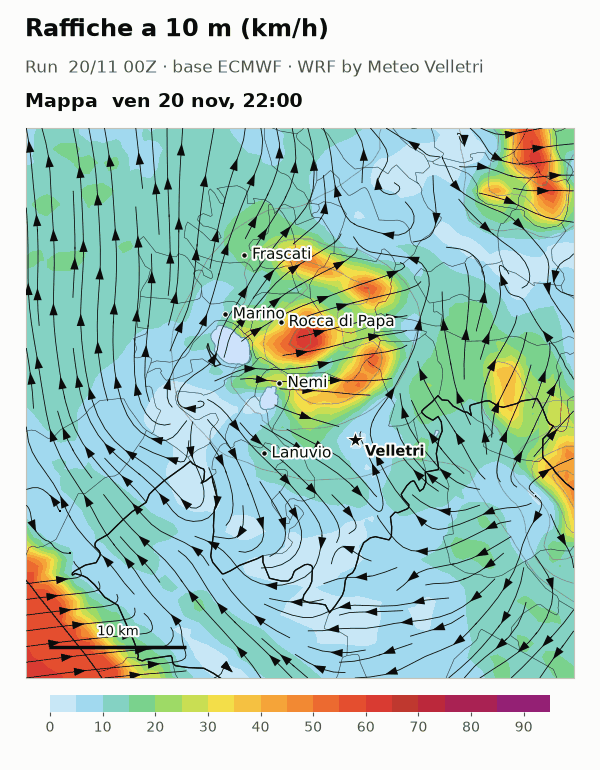 Raffiche a 10 m (km/h)
Run  20/11 00Z · base ECMWF · WRF by Meteo Velletri
Mappa  ven 20 nov, 22:00
Frascati
Marino
Rocca di Papa
Nemi
Velletri
Lanuvio
10 km
0 10 20 30 40 50 60 70 80 90